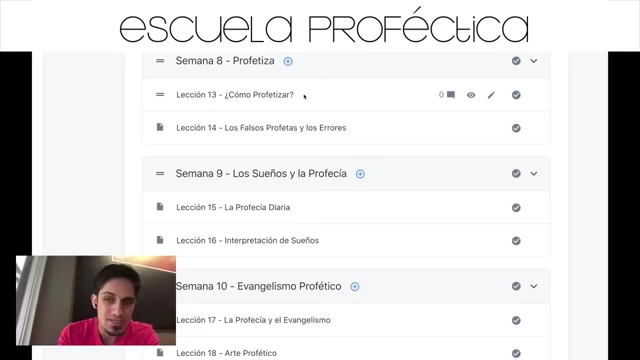 escuela profética
Semana 8 - Profetiza
Lección 13 - ¿Cómo Profetizar?
0
Lección 14 - Los Falsos Profetas y los Errores
Semana 9 - Los Sueños y la Profecía
Lección 15 - La Profecía Diaria
Lección 16 - Interpretación de Sueños
Semana 10 - Evangelismo Profético
Lección 17 - La Profecía y el Evangelismo
Lección 18 - Arte Profético